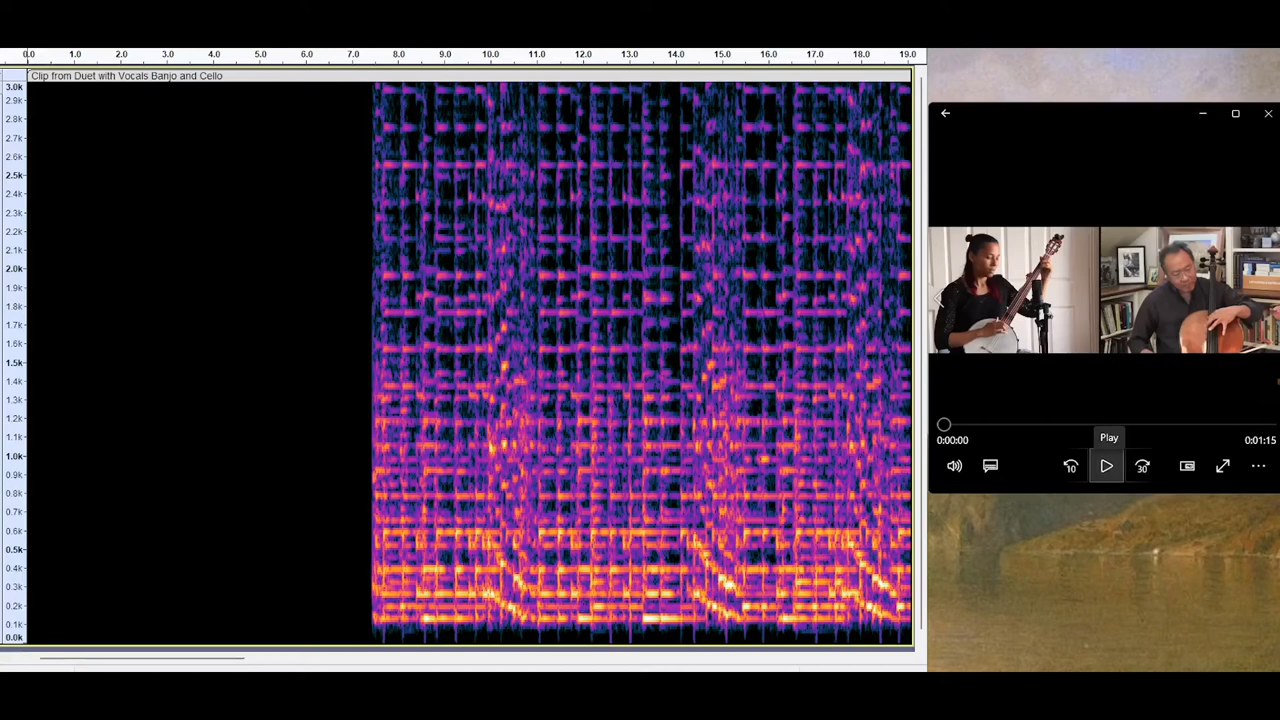 0.0 1.0 2.0 3.0 4.0 5.0 6.0 7.0 8.0 9.0 10.0 11.0 12.0 13.0 14.0 15.0 16.0 17.0 18.0 19.0
Clip from Duet with Vocals Banjo and Cello
3.0k
2.9k
2.8k
2.7k
2.6k
2.5k
2.4k
2.3k
2.2k
2.1k
2.0k
1.9k
1.8k
1.7k
1.6k
1.5k
1.4k
1.3k
1.2k
1.1k
1.0k
0.9k
0.8k
0.7k
0.6k
0.5k
0.4k
0.3k
0.2k
0.1k
0.0k
Play
0:00:00
0:01:15
10
30